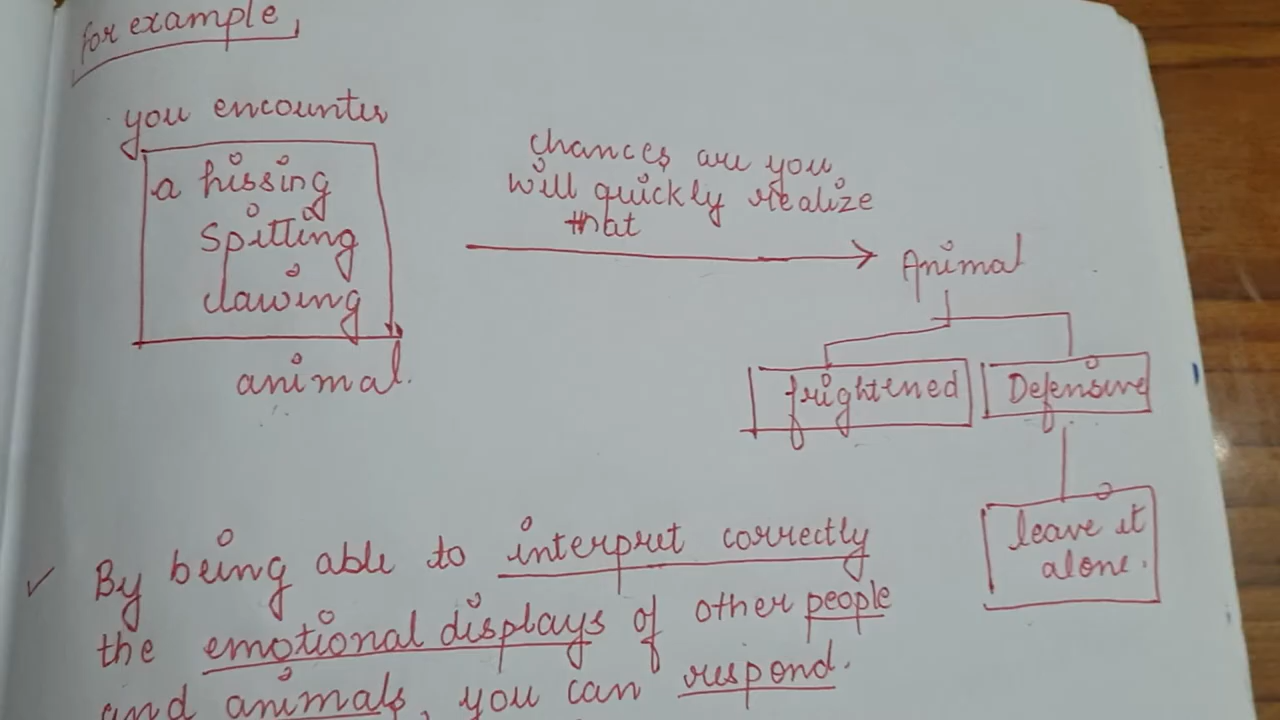 for example,
you encounter
a hissing
Spitting
clawing
animal.
chances are you
will quickly realize
that
Animal
frightened
Defensive
leave it
alone.
✓ By being able to interpret correctly
the emotional displays of other people
and animals, you can respond.